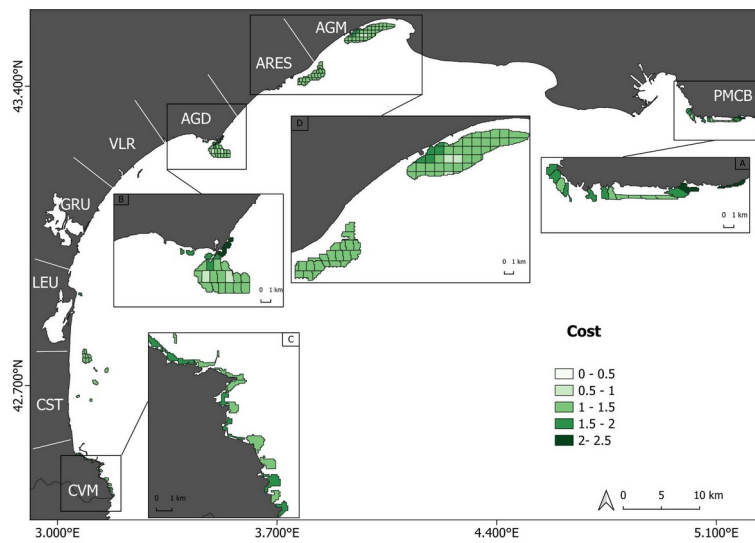 AGM
ARES
PMCB
43.400°N
AGD
D
VLR
A
0 1 km
B
GRU
0 1 km
0 1 km
LEU
C
Cost
0 - 0.5
0.5 - 1
1 - 1.5
1.5 - 2
2- 2.5
42.700°N
CST
CVM
0 1 km
0 5 10 km
3.000°E 3.700°E 4.400°E 5.100°E